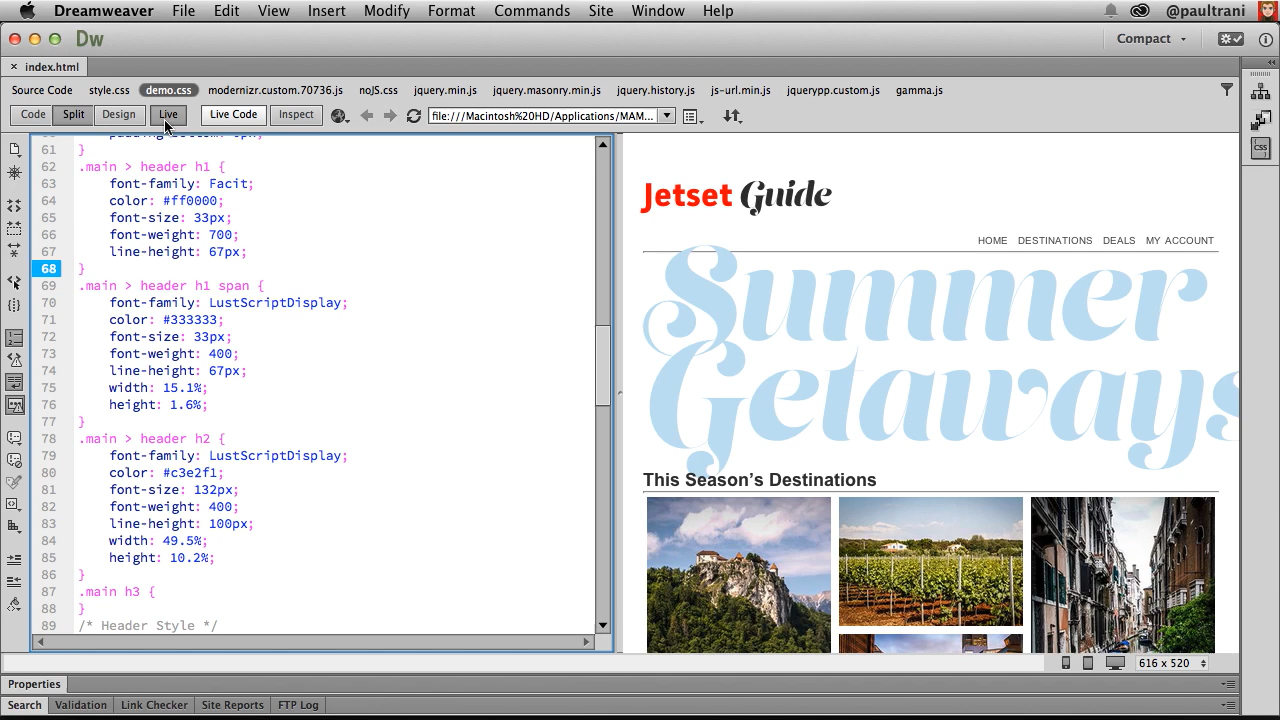 Dreamweaver File Edit View Insert Modify Format Commands Site Window Help @paultrani
Dw Compact
× index.html
Source Code style.css demo.css modernizr.custom.70736.js noJS.css jquery.min.js jquery.masonry.min.js jquery.history.js js-url.min.js jquerypp.custom.js gamma.js
Code Split Design Live Live Code Inspect file:///Macintosh%20HD/Applications/MAM...
61 }
62 .main > header h1 {
63 font-family: Facit;
64 color: #ff0000;
65 font-size: 33px;
66 font-weight: 700;
67 line-height: 67px;
68 }
69 .main > header h1 span {
70 font-family: LustScriptDisplay;
71 color: #333333;
72 font-size: 33px;
73 font-weight: 400;
74 line-height: 67px;
75 width: 15.1%;
76 height: 1.6%;
77 }
78 .main > header h2 {
79 font-family: LustScriptDisplay;
80 color: #c3e2f1;
81 font-size: 132px;
82 font-weight: 400;
83 line-height: 100px;
84 width: 49.5%;
85 height: 10.2%;
86 }
87 .main h3 {
88 }
89 /* Header Style */
Jetset Guide
HOME DESTINATIONS DEALS MY ACCOUNT
Summer
Getaways
This Season’s Destinations
CSS
616 x 520
Properties
Search Validation Link Checker Site Reports FTP Log